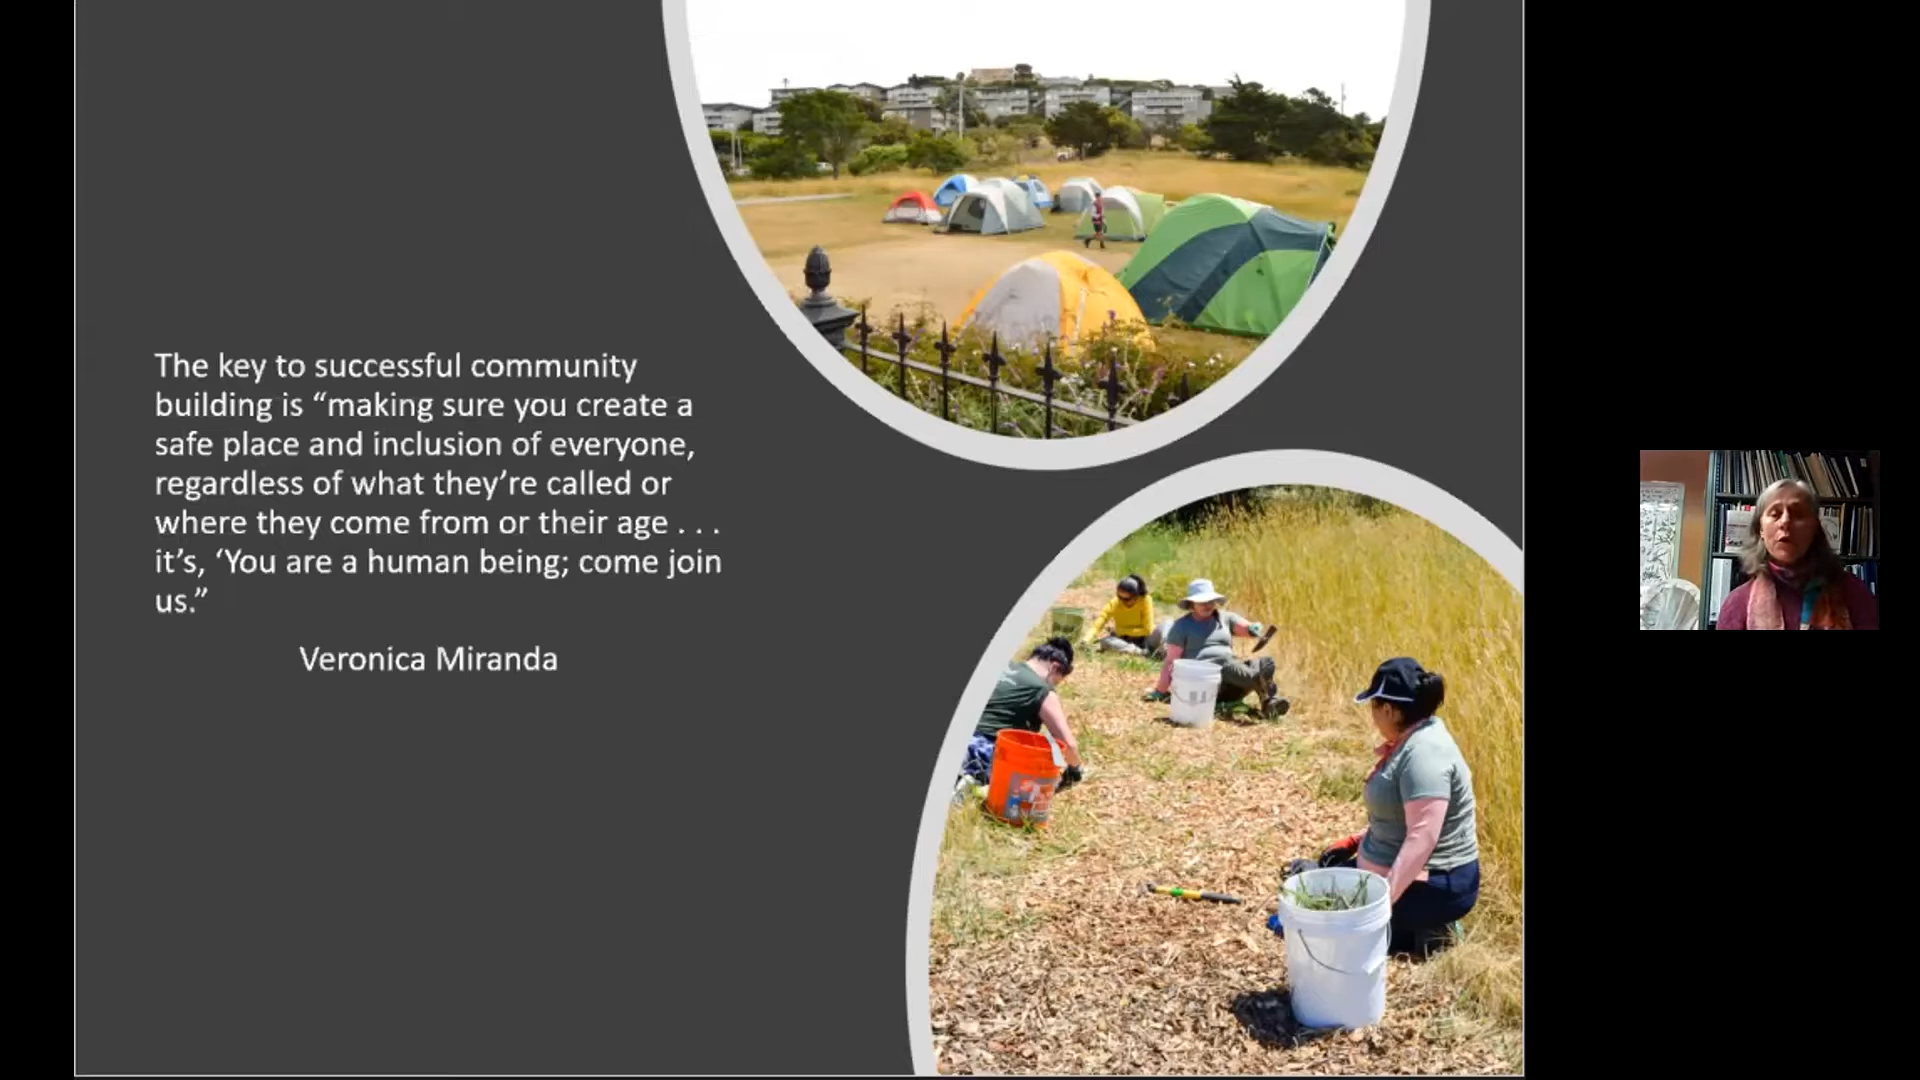 The key to successful community
building is “making sure you create a
safe place and inclusion of everyone,
regardless of what they’re called or
where they come from or their age . . .
it’s, ‘You are a human being; come join
us.”
Veronica Miranda